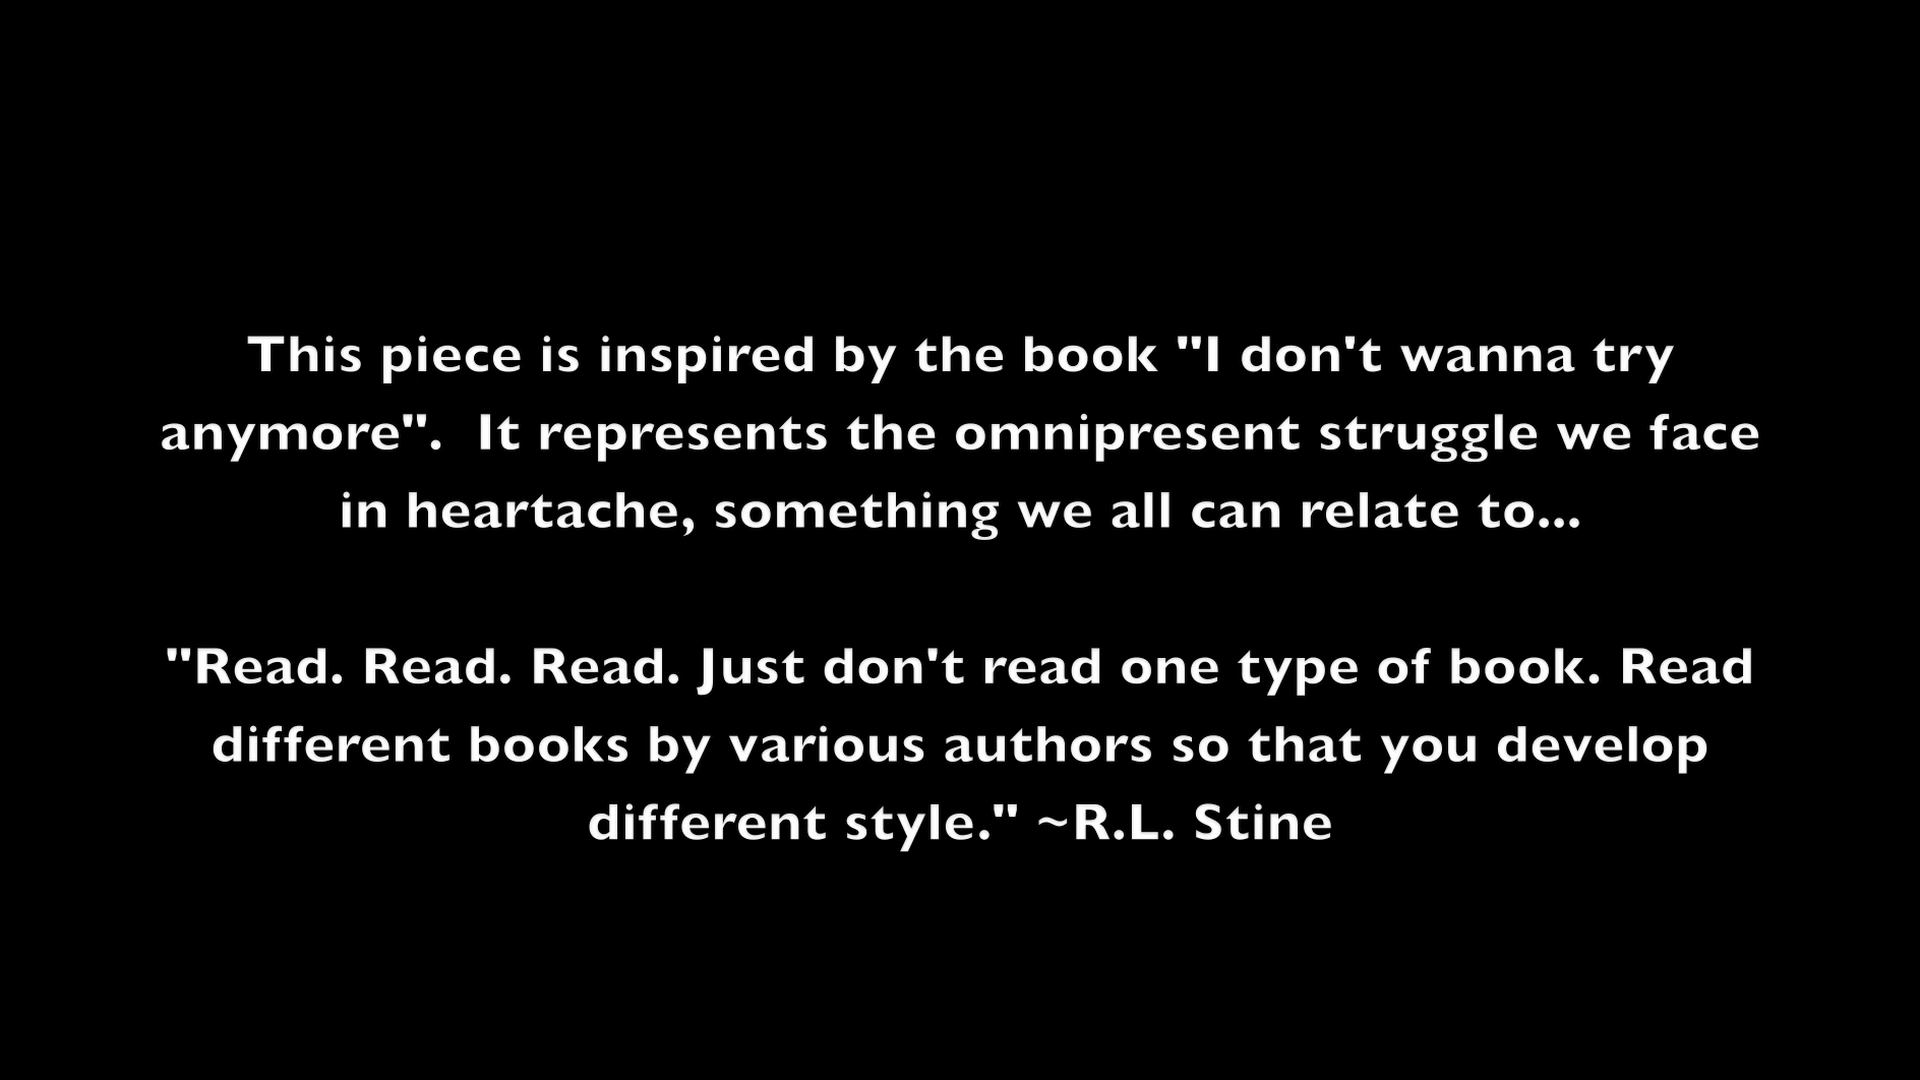 This piece is inspired by the book "I don't wanna try
anymore".  It represents the omnipresent struggle we face
in heartache, something we all can relate to...
"Read. Read. Read. Just don't read one type of book. Read
different books by various authors so that you develop
different style." ~R.L. Stine